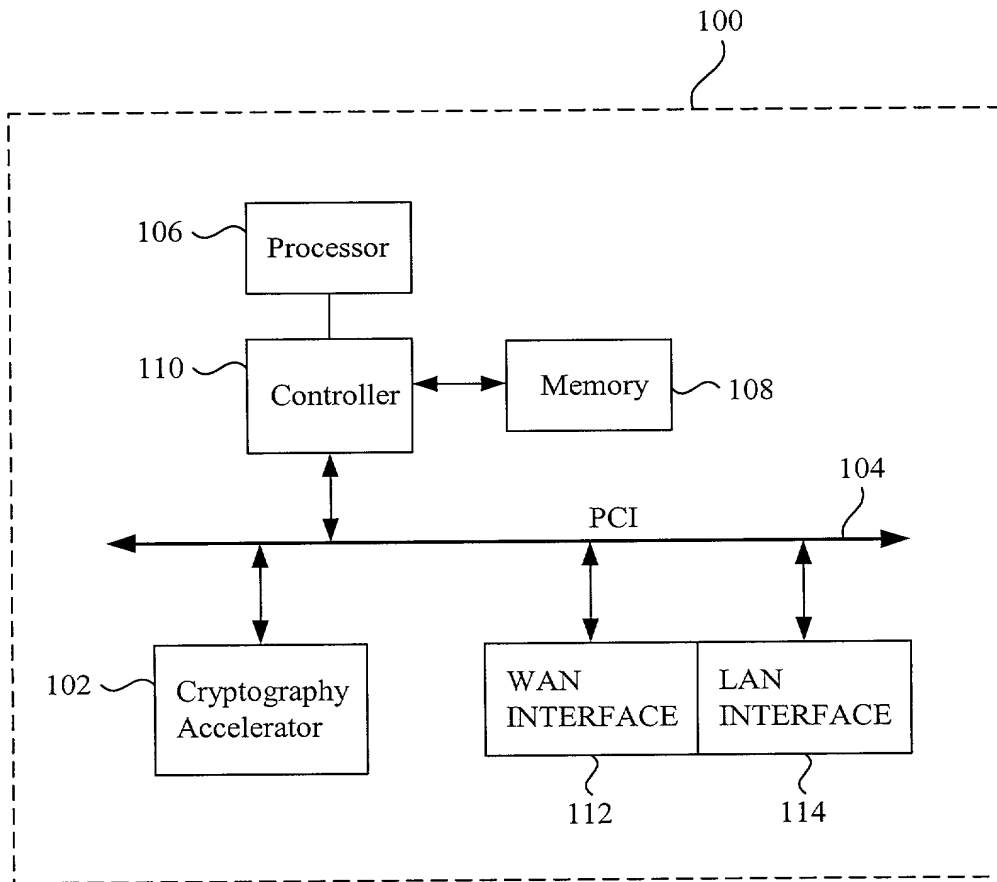 100
106
Processor
110
Controller
Memory
108
104
PCI
102
Cryptography
Accelerator
WAN
INTERFACE
LAN
INTERFACE
112
114